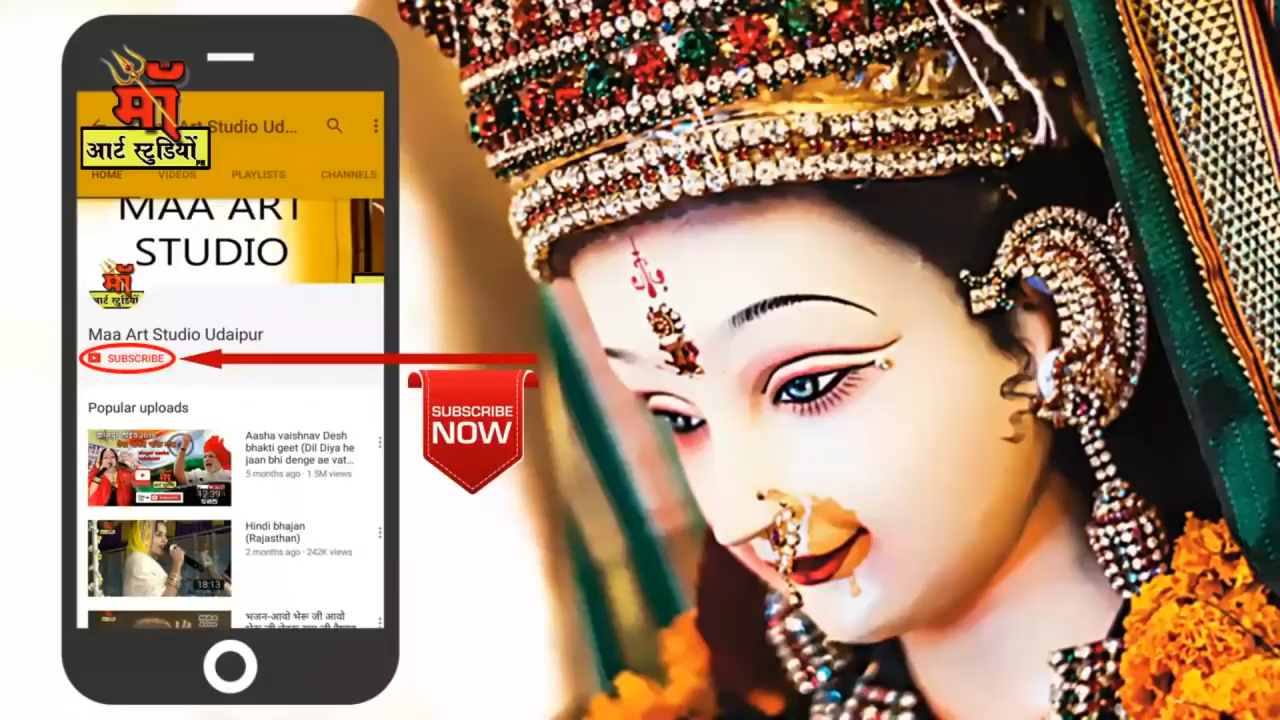 माँ
आर्ट स्टुडियों
Art Studio Ud...
HOME VIDEOS PLAYLISTS CHANNELS
MAA ART
STUDIO
माँ
आर्ट स्टुडियों
Maa Art Studio Udaipur
SUBSCRIBE
SUBSCRIBE
NOW
Popular uploads
Aasha vaishnav Desh
bhakti geet (Dil Diya he
jaan bhi denge ae vat...
5 months ago · 1.5M views
12:39
Hindi bhajan
(Rajasthan)
2 months ago · 242K views
18:13
भजन-आवो भेरू जी आवो